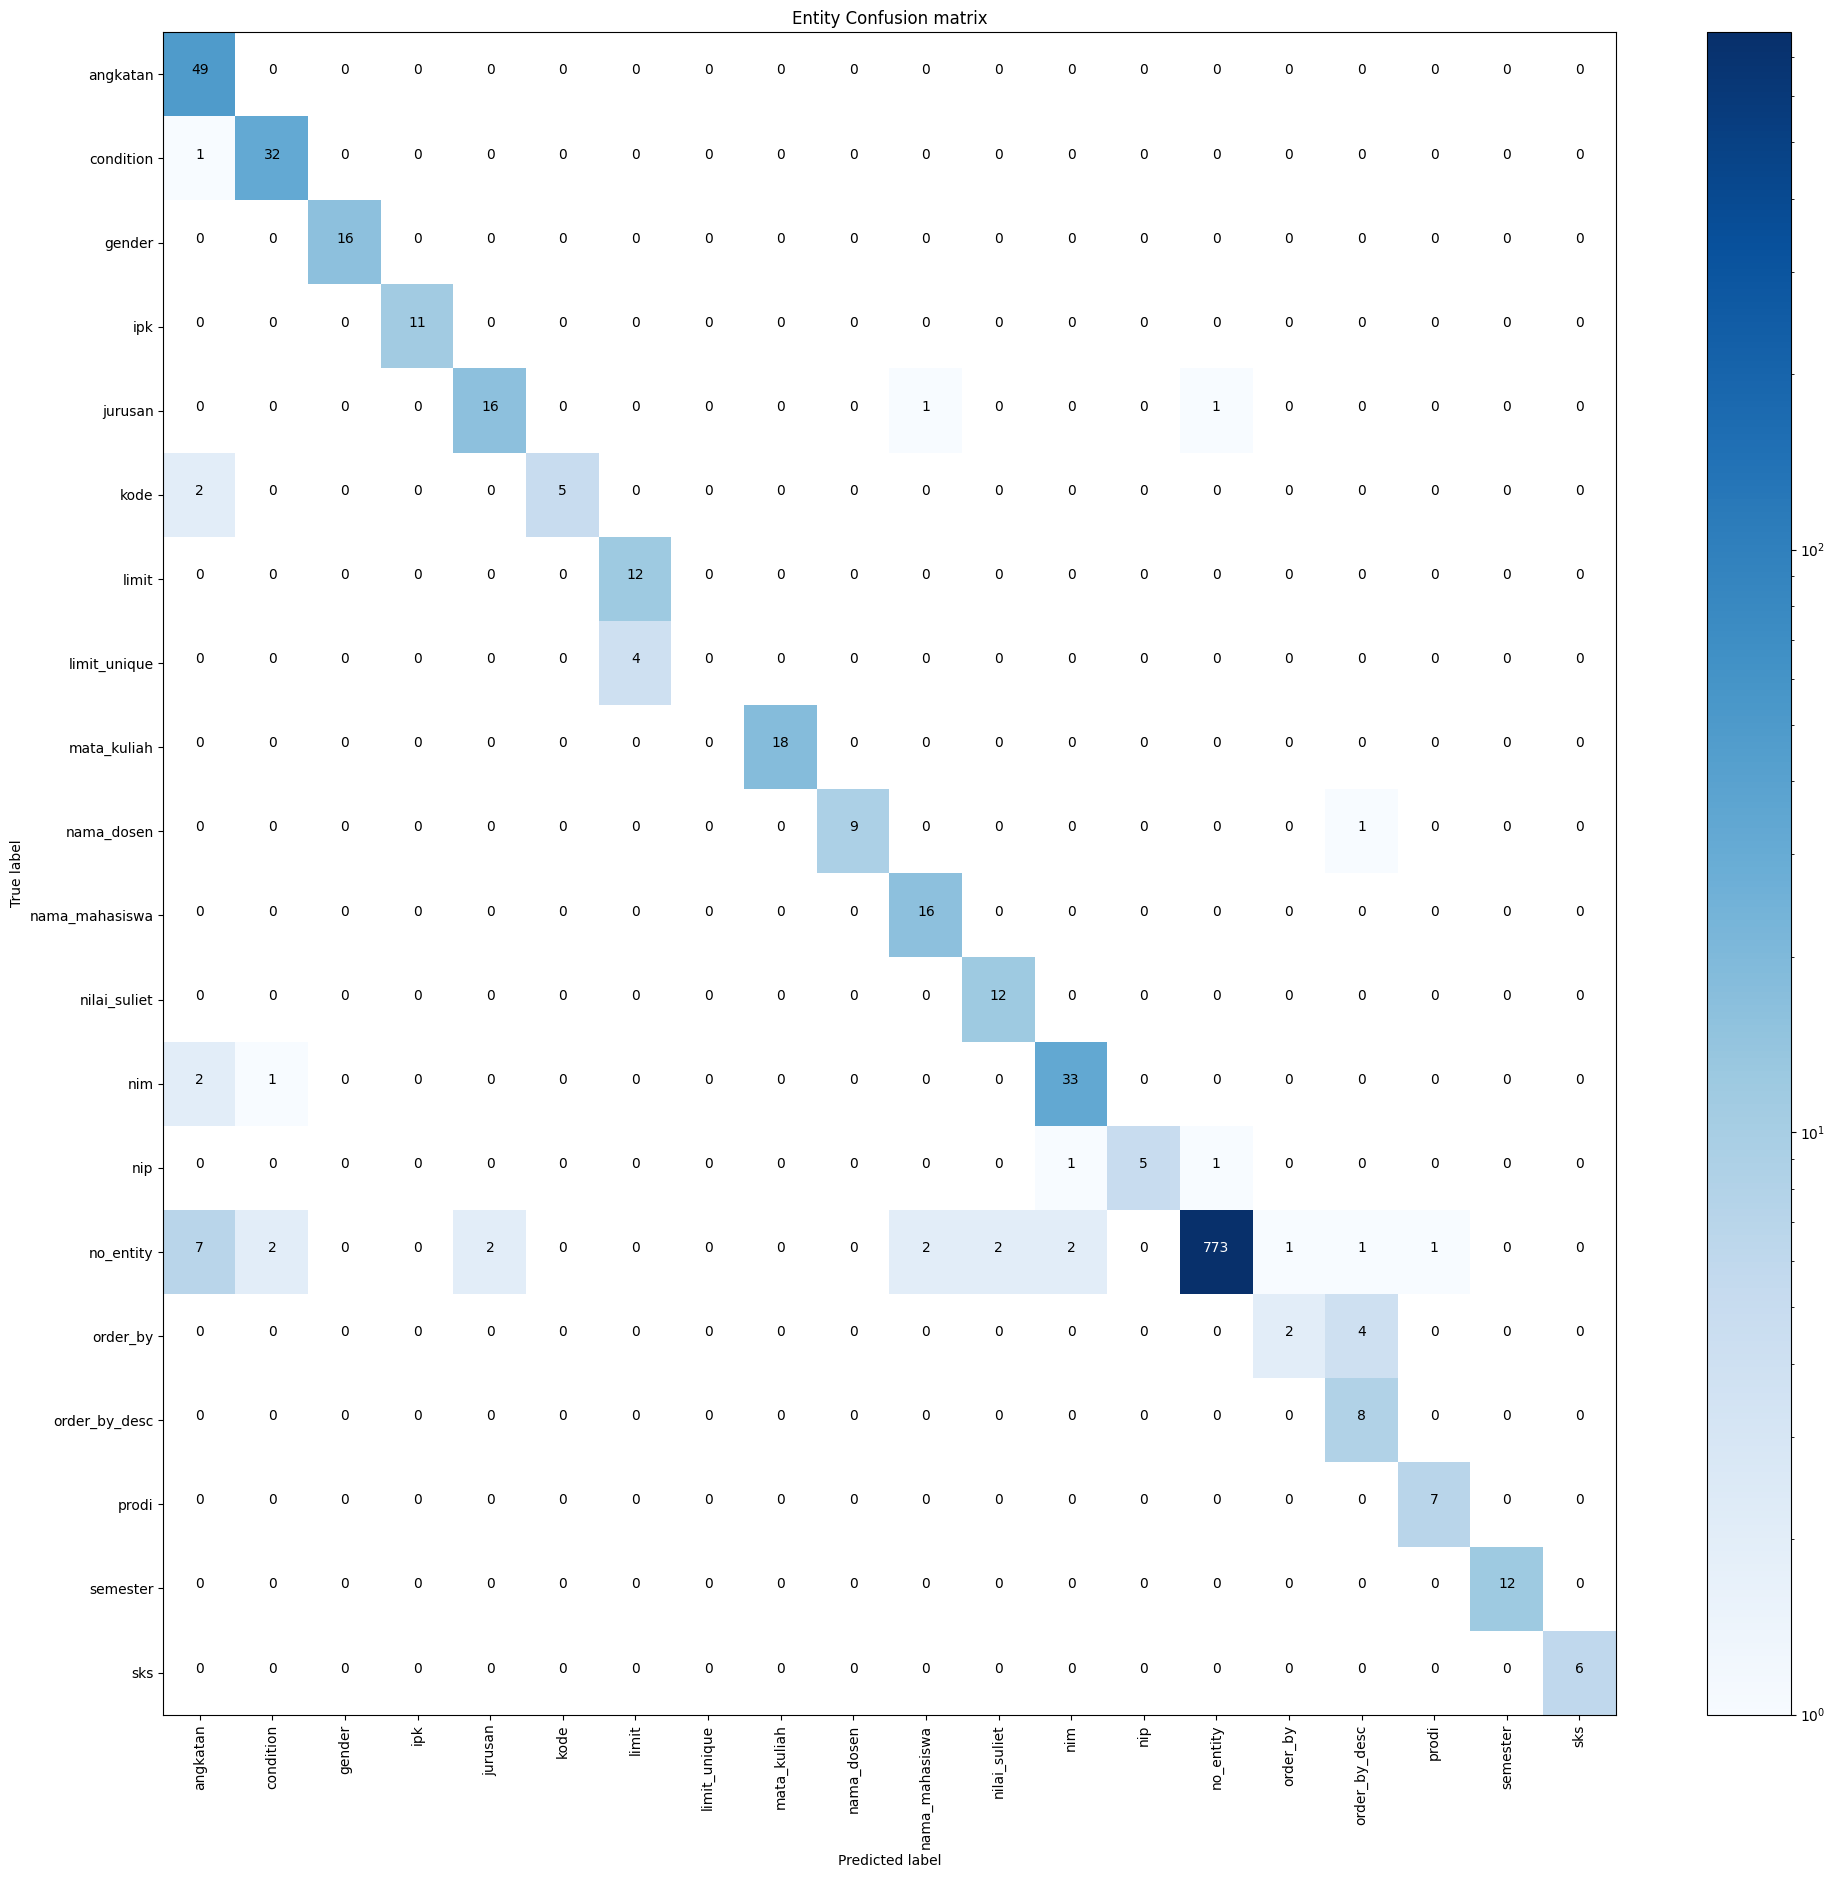 Entity Confusion matrix
True label
angkatan 49 0 0 0 0 0 0 0 0 0 0 0 0 0 0 0 0 0 0 0
condition 1 32 0 0 0 0 0 0 0 0 0 0 0 0 0 0 0 0 0 0
gender 0 0 16 0 0 0 0 0 0 0 0 0 0 0 0 0 0 0 0 0
ipk 0 0 0 11 0 0 0 0 0 0 0 0 0 0 0 0 0 0 0 0
jurusan 0 0 0 0 16 0 0 0 0 0 1 0 0 0 1 0 0 0 0 0
kode 2 0 0 0 0 5 0 0 0 0 0 0 0 0 0 0 0 0 0 0
limit 0 0 0 0 0 0 12 0 0 0 0 0 0 0 0 0 0 0 0 0
limit_unique 0 0 0 0 0 0 4 0 0 0 0 0 0 0 0 0 0 0 0 0
mata_kuliah 0 0 0 0 0 0 0 0 18 0 0 0 0 0 0 0 0 0 0 0
nama_dosen 0 0 0 0 0 0 0 0 0 9 0 0 0 0 0 0 1 0 0 0
nama_mahasiswa 0 0 0 0 0 0 0 0 0 0 16 0 0 0 0 0 0 0 0 0
nilai_suliet 0 0 0 0 0 0 0 0 0 0 0 12 0 0 0 0 0 0 0 0
nim 2 1 0 0 0 0 0 0 0 0 0 0 33 0 0 0 0 0 0 0
nip 0 0 0 0 0 0 0 0 0 0 0 0 1 5 1 0 0 0 0 0
no_entity 7 2 0 0 2 0 0 0 0 0 2 2 2 0 773 1 1 1 0 0
order_by 0 0 0 0 0 0 0 0 0 0 0 0 0 0 0 2 4 0 0 0
order_by_desc 0 0 0 0 0 0 0 0 0 0 0 0 0 0 0 0 8 0 0 0
prodi 0 0 0 0 0 0 0 0 0 0 0 0 0 0 0 0 0 7 0 0
semester 0 0 0 0 0 0 0 0 0 0 0 0 0 0 0 0 0 0 12 0
sks 0 0 0 0 0 0 0 0 0 0 0 0 0 0 0 0 0 0 0 6
angkatan
condition
gender
ipk
jurusan
kode
limit
limit_unique
mata_kuliah
nama_dosen
nama_mahasiswa
nilai_suliet
nim
nip
no_entity
order_by
order_by_desc
prodi
semester
sks
Predicted label
10²
10¹
10⁰